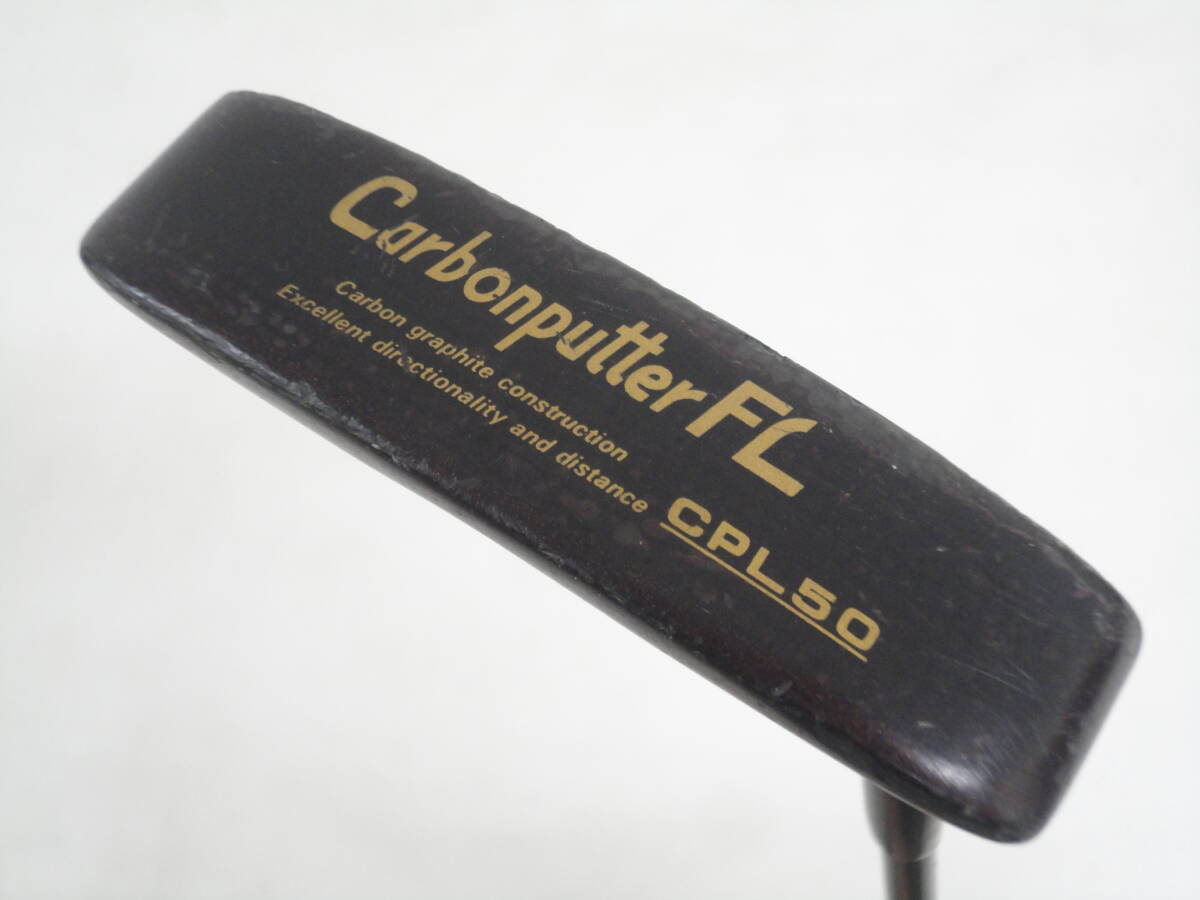 Carbonputter FL
Carbon graphite construction
Excellent directionality and distance
CPL50